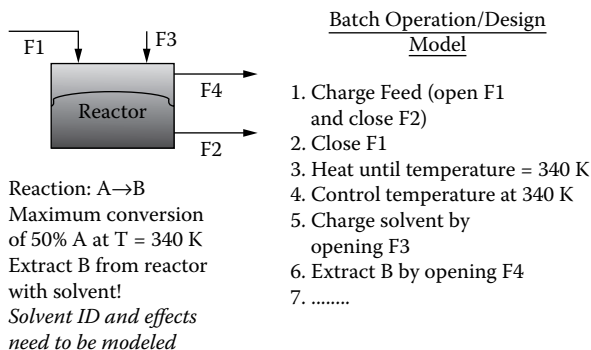 F1
F3
F4
Reactor
F2
Reaction: A→B
Maximum conversion
of 50% A at T = 340 K
Extract B from reactor
with solvent!
Solvent ID and effects
need to be modeled
Batch Operation/Design
Model
1. Charge Feed (open F1
and close F2)
2. Close F1
3. Heat until temperature = 340 K
4. Control temperature at 340 K
5. Charge solvent by
opening F3
6. Extract B by opening F4
7. ........